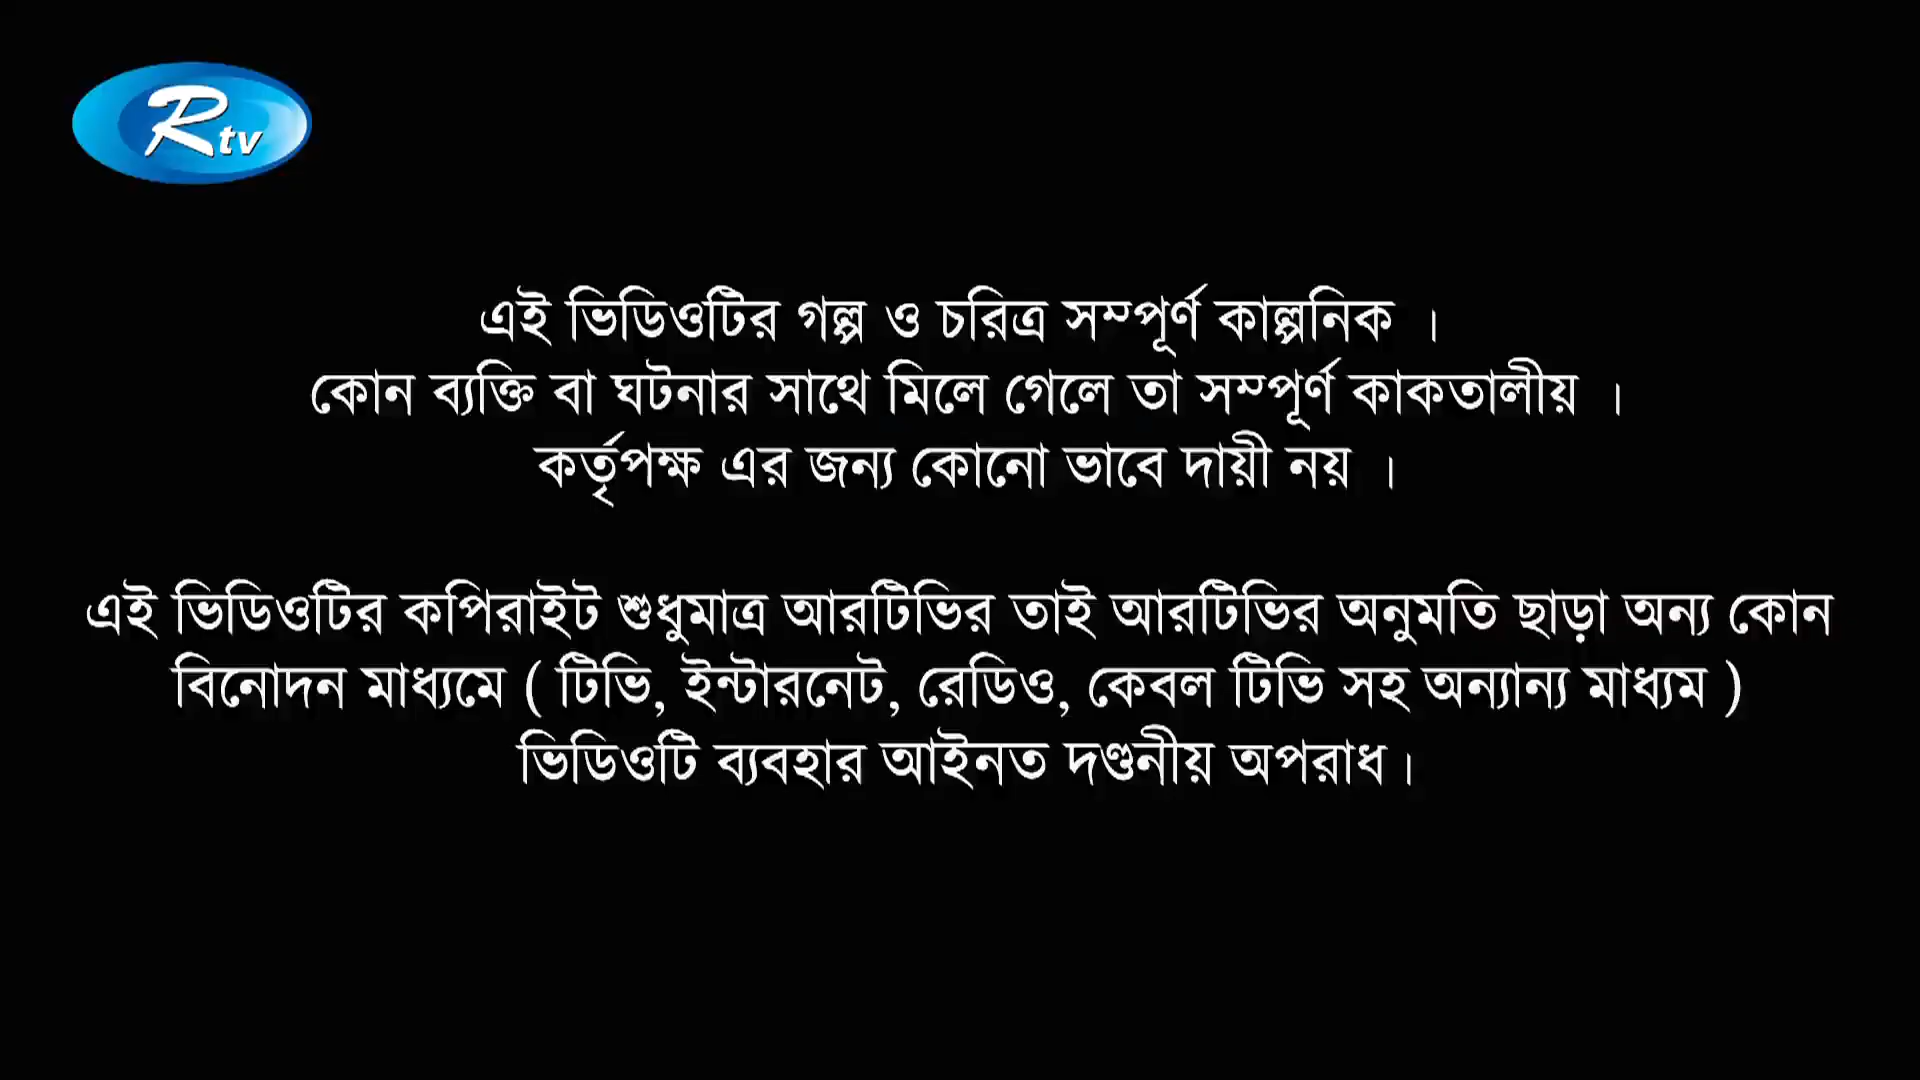 Rtv
এই ভিডিওটির গল্প ও চরিত্র সম্পূর্ণ কাল্পনিক ।
কোন ব্যক্তি বা ঘটনার সাথে মিলে গেলে তা সম্পূর্ণ কাকতালীয় ।
কর্তৃপক্ষ এর জন্য কোনো ভাবে দায়ী নয় ।
এই ভিডিওটির কপিরাইট শুধুমাত্র আরটিভির তাই আরটিভির অনুমতি ছাড়া অন্য কোন
বিনোদন মাধ্যমে ( টিভি, ইন্টারনেট, রেডিও, কেবল টিভি সহ অন্যান্য মাধ্যম )
ভিডিওটি ব্যবহার আইনত দণ্ডনীয় অপরাধ।